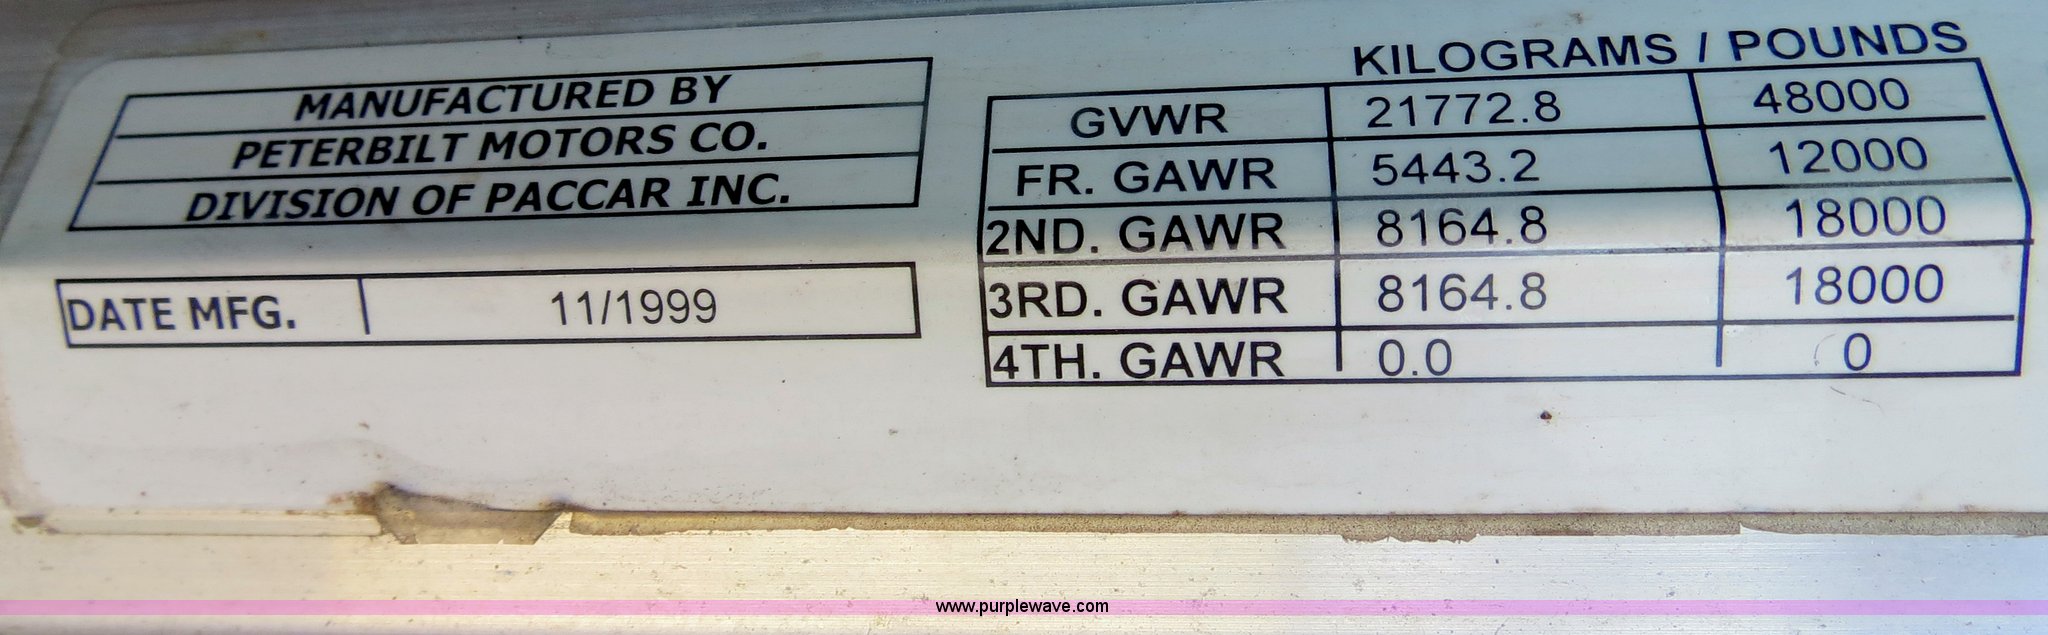 MANUFACTURED BY
PETERBILT MOTORS CO.
DIVISION OF PACCAR INC.
DATE MFG. 11/1999
KILOGRAMS / POUNDS
GVWR 21772.8 48000
FR. GAWR 5443.2 12000
2ND. GAWR 8164.8 18000
3RD. GAWR 8164.8 18000
4TH. GAWR 0.0 0
www.purplewave.com